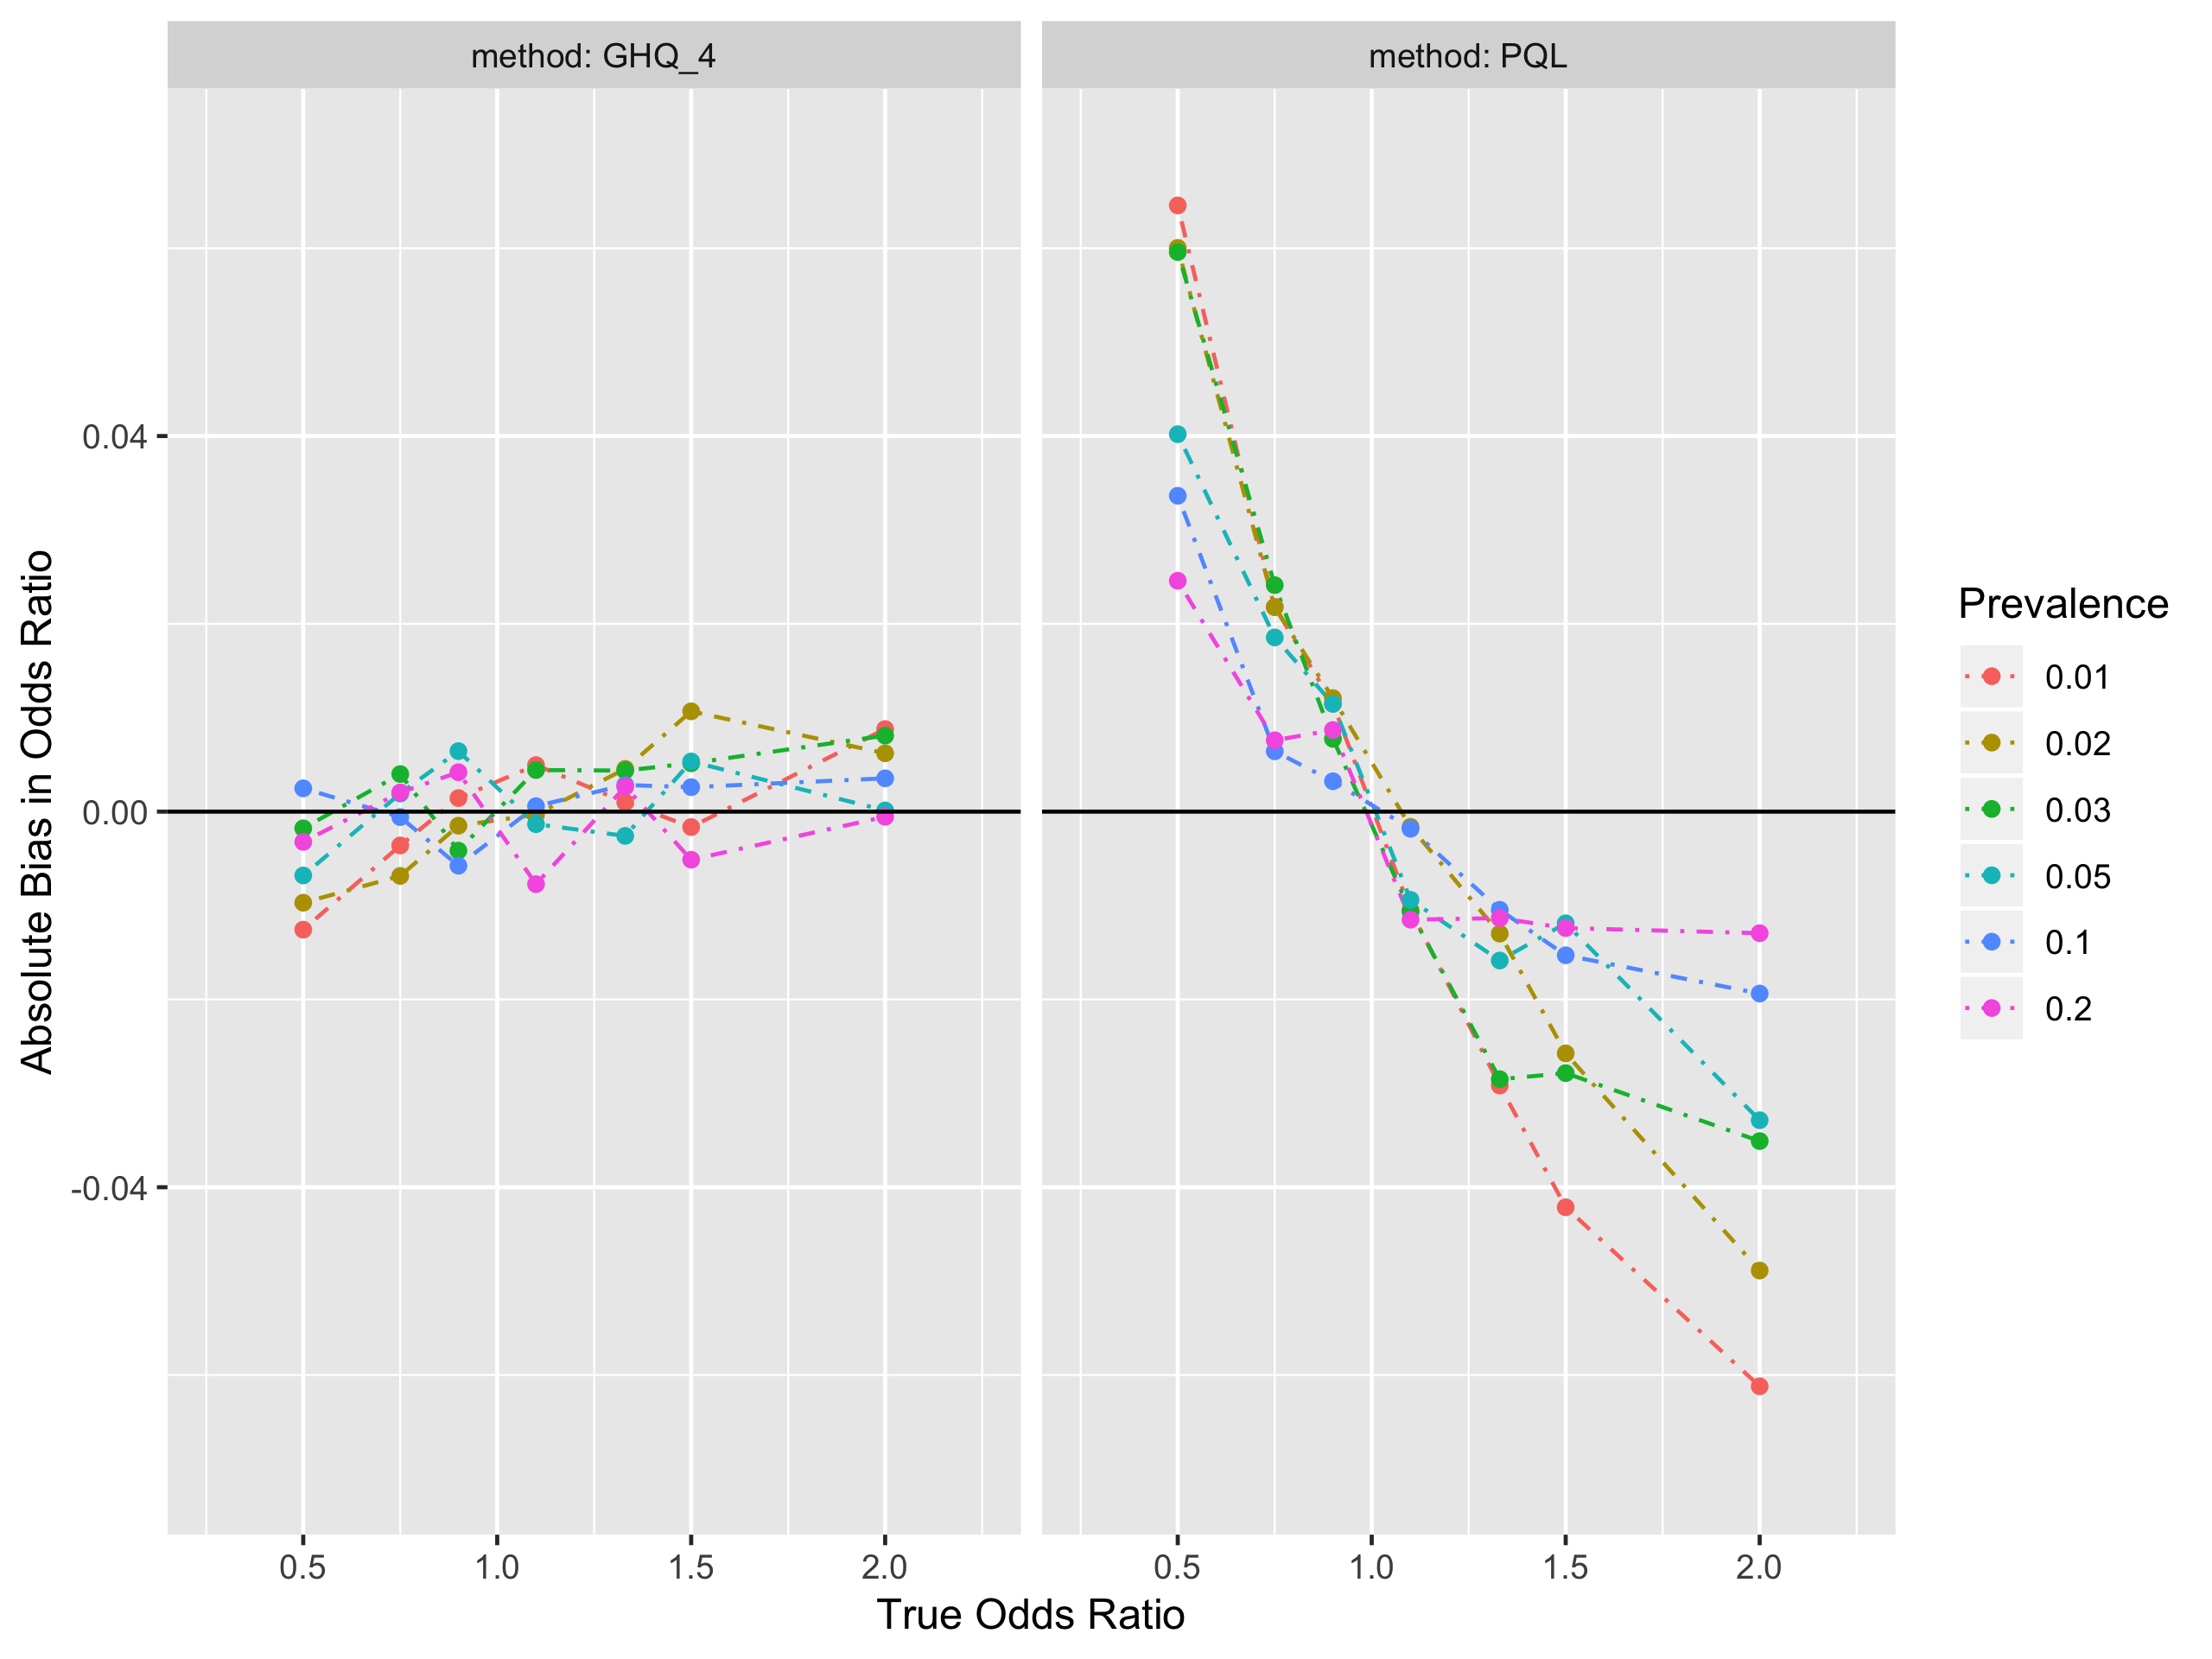 method: GHQ_4
method: PQL
Absolute Bias in Odds Ratio
0.04
0.00
-0.04
0.5 1.0 1.5 2.0
0.5 1.0 1.5 2.0
True Odds Ratio
Prevalence
0.01
0.02
0.03
0.05
0.1
0.2